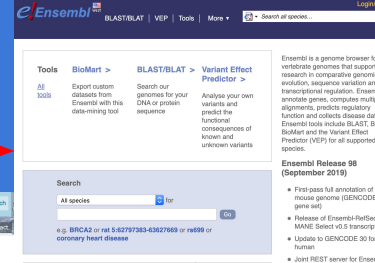 Login/
e!Ensembl
BLAST/BLAT | VEP | Tools | More ▾
Search all species...
Tools
All tools
BioMart >
Export custom
datasets from
Ensembl with this
data-mining tool
BLAST/BLAT >
Search our
genomes for your
DNA or protein
sequence
Variant Effect
Predictor >
Analyse your own
variants and
predict the
functional
consequences of
known and
unknown variants
Search
All species
for
Go
e.g. BRCA2 or rat 5:62797383-63627669 or rs699 or
coronary heart disease
Ensembl is a genome browser fo
vertebrate genomes that support
research in comparative genomi
evolution, sequence variation an
transcriptional regulation. Ensem
annotate genes, computes multip
alignments, predicts regulatory
function and collects disease dat
Ensembl tools include BLAST, B
BioMart and the Variant Effect
Predictor (VEP) for all supported
species.
Ensembl Release 98
(September 2019)
First-pass full annotation of
mouse genome (GENCODE
gene set)
Release of Ensembl-RefSe
MANE Select v0.5 transcript
Update to GENCODE 30 for
human
Joint REST server for Ense